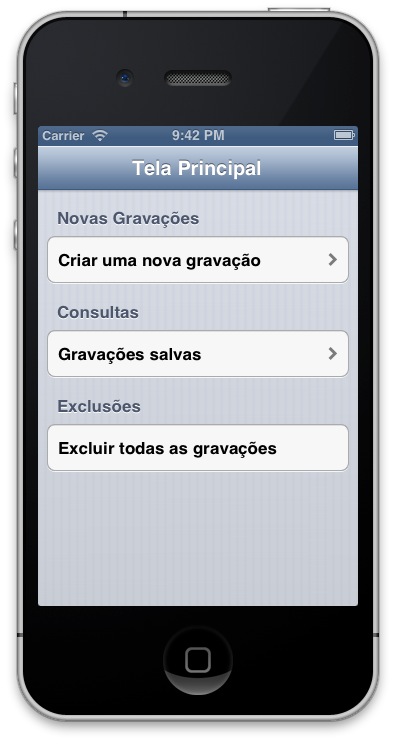 Carrier 9:42 PM
Tela Principal
Novas Gravações
Criar uma nova gravação
Consultas
Gravações salvas
Exclusões
Excluir todas as gravações